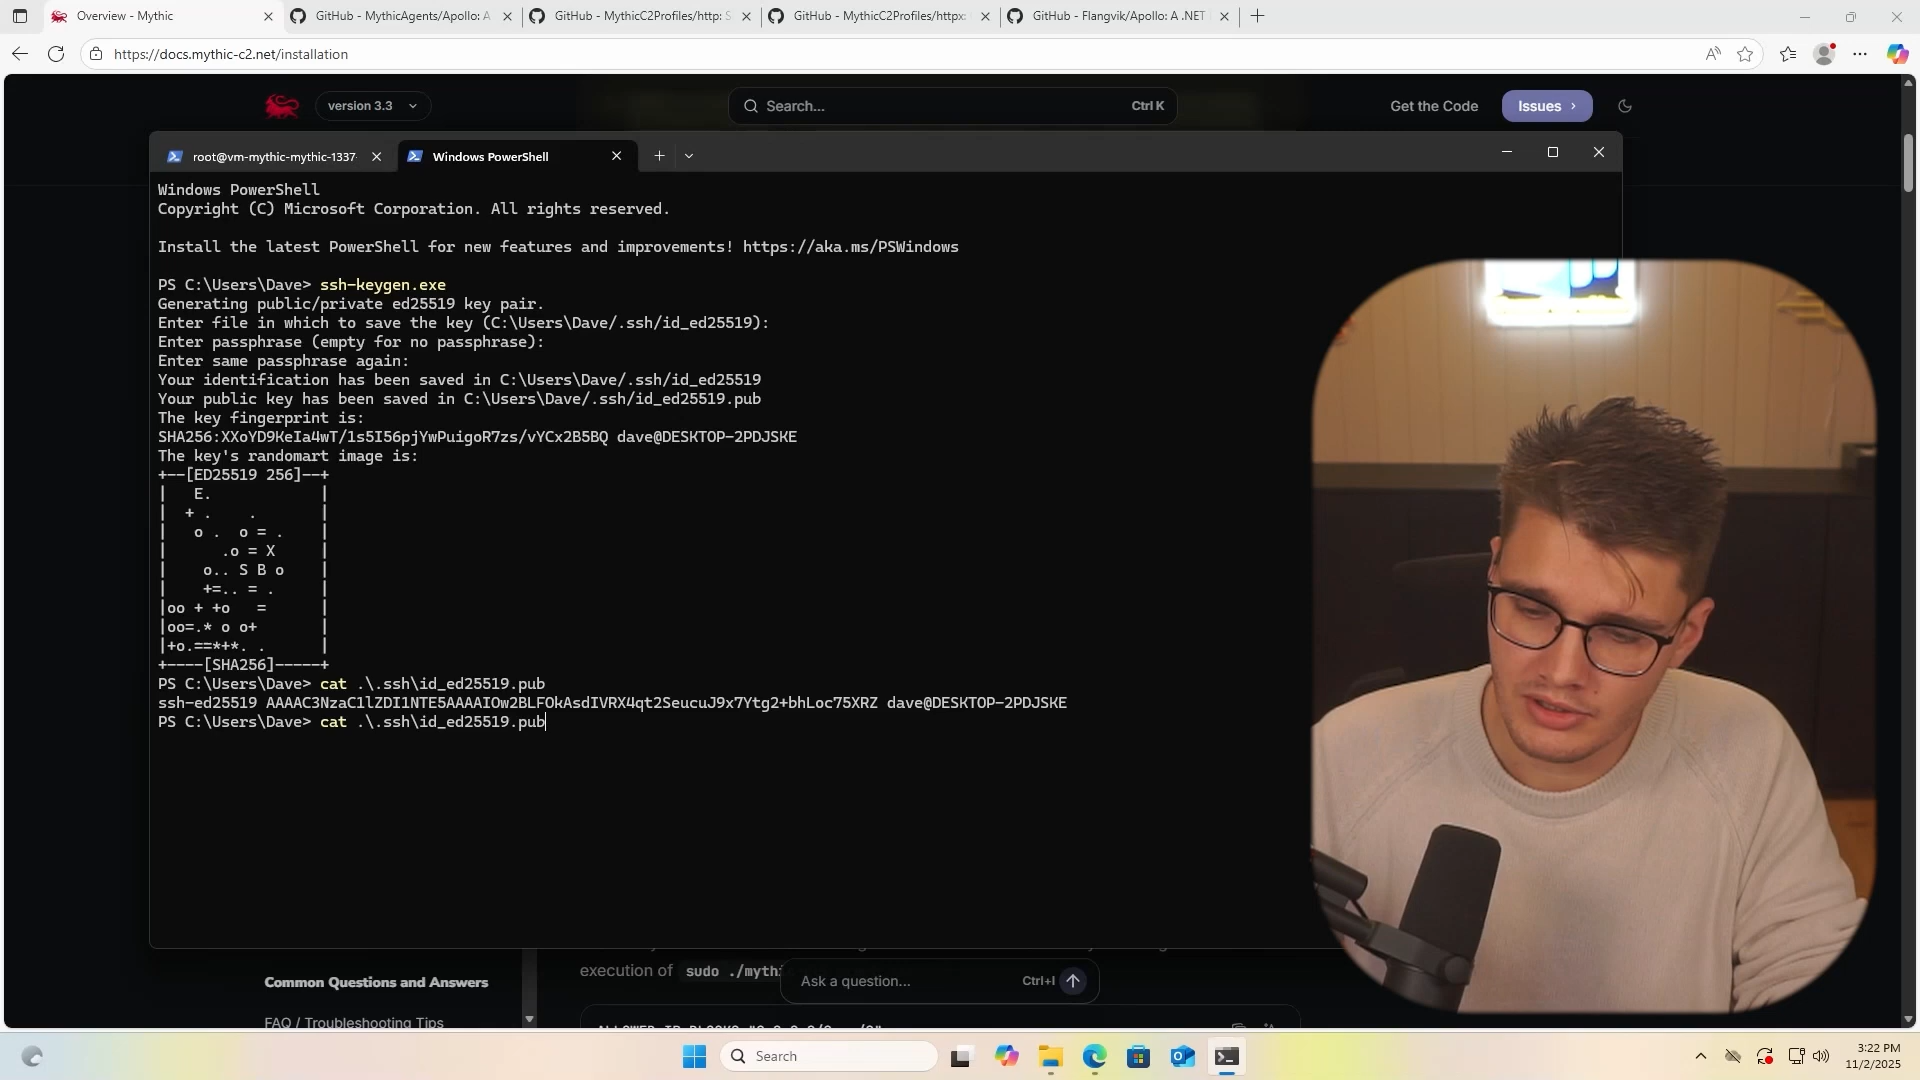 Overview - Mythic
GitHub - MythicAgents/Apollo: A
GitHub - MythicC2Profiles/http: S
GitHub - MythicC2Profiles/httpx:
GitHub - Flangvik/Apollo: A .NET
https://docs.mythic-c2.net/installation
version 3.3
Search...
Ctrl K
Get the Code
Issues
root@vm-mythic-mythic-1337-
Windows PowerShell
Windows PowerShell
Copyright (C) Microsoft Corporation. All rights reserved.
Install the latest PowerShell for new features and improvements! https://aka.ms/PSWindows
PS C:\Users\Dave> ssh-keygen.exe
Generating public/private ed25519 key pair.
Enter file in which to save the key (C:\Users\Dave/.ssh/id_ed25519):
Enter passphrase (empty for no passphrase):
Enter same passphrase again:
Your identification has been saved in C:\Users\Dave/.ssh/id_ed25519
Your public key has been saved in C:\Users\Dave/.ssh/id_ed25519.pub
The key fingerprint is:
SHA256:XXoYD9KeIa4wT/1s5I56pjYwPuigoR7zs/vYCx2B5BQ dave@DESKTOP-2PDJSKE
The key's randomart image is:
+--[ED25519 256]--+
|   E.            |
|  + .    .       |
|   o .  o = .    |
|      .o = X     |
|    o.. S B o    |
|    +=.. = .     |
|oo + +o   =      |
|oo=.* o o+       |
|+o.==*+*. .      |
+----[SHA256]-----+
PS C:\Users\Dave> cat .\.ssh\id_ed25519.pub
ssh-ed25519 AAAAC3NzaC1lZDI1NTE5AAAAIOw2BLFOkAsdIVRX4qt2SeucuJ9x7Ytg2+bhLoc75XRZ dave@DESKTOP-2PDJSKE
PS C:\Users\Dave> cat .\.ssh\id_ed25519.pub
execution of sudo ./mythi
Ask a question...
Ctrl+I
Common Questions and Answers
FAQ / Troubleshooting Tips
Search
3:22 PM
11/2/2025